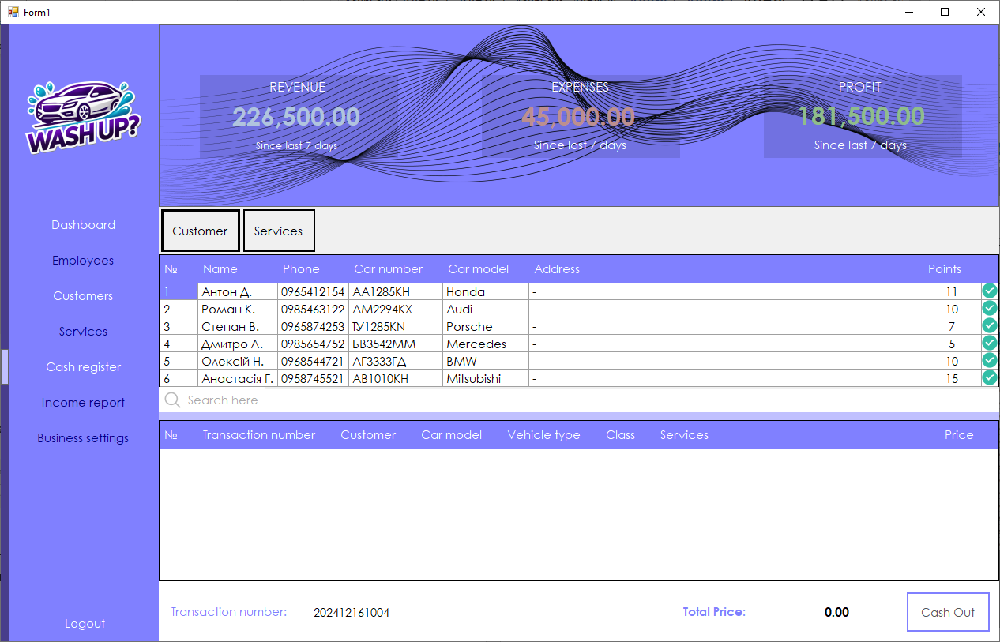 Form1
WASH UP?
REVENUE EXPENSES PROFIT
226,500.00 45,000.00 181,500.00
Since last 7 days Since last 7 days Since last 7 days
Dashboard
Employees
Customers
Services
Cash register
Income report
Business settings
Logout
Customer Services
№ Name Phone Car number Car model Address Points
1 Антон Д. 0965412154 АА1285КН Honda - 11
2 Роман К. 0985463122 АМ2294КХ Audi - 10
3 Степан В. 0965874253 ТУ1285KN Porsche - 7
4 Дмитро Л. 0985654752 БВ3542ММ Mercedes - 5
5 Олексій Н. 0968544721 АГ3333ГД BMW - 10
6 Анастасія Г. 0958745521 АВ1010КН Mitsubishi - 15
Search here
№ Transaction number Customer Car model Vehicle type Class Services Price
Transaction number: 202412161004 Total Price: 0.00 Cash Out